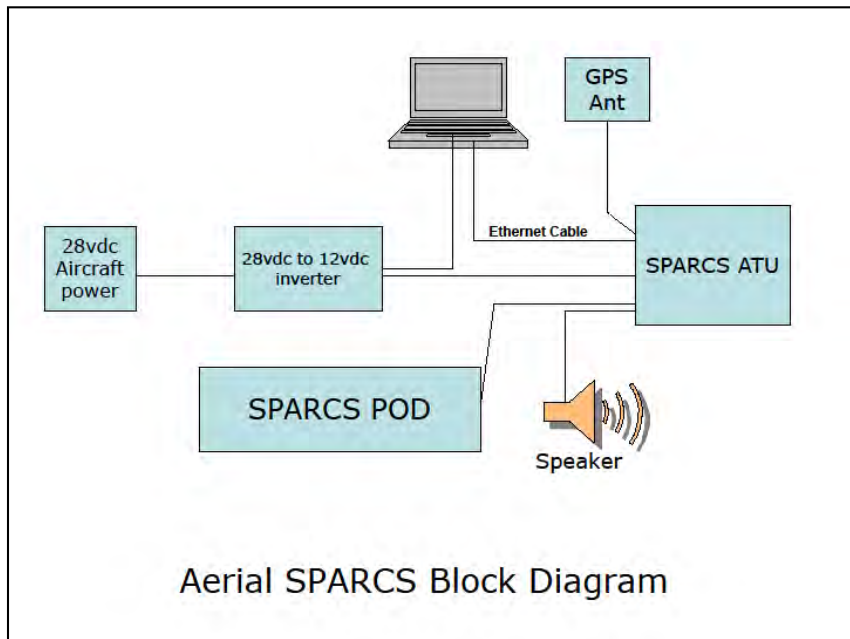 GPS
Ant
Ethernet Cable
28vdc
Aircraft
power
28vdc to 12vdc
inverter
SPARCS ATU
SPARCS POD
Speaker
Aerial SPARCS Block Diagram